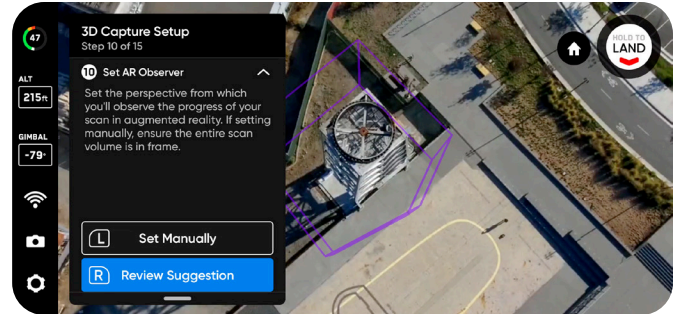 47
ALT
215ft
GIMBAL
-79°
3D Capture Setup
Step 10 of 15
10 Set AR Observer
Set the perspective from which
you'll observe the progress of your
scan in augmented reality. If setting
manually, ensure the entire scan
volume is in frame.
L Set Manually
R Review Suggestion
HOLD TO
LAND